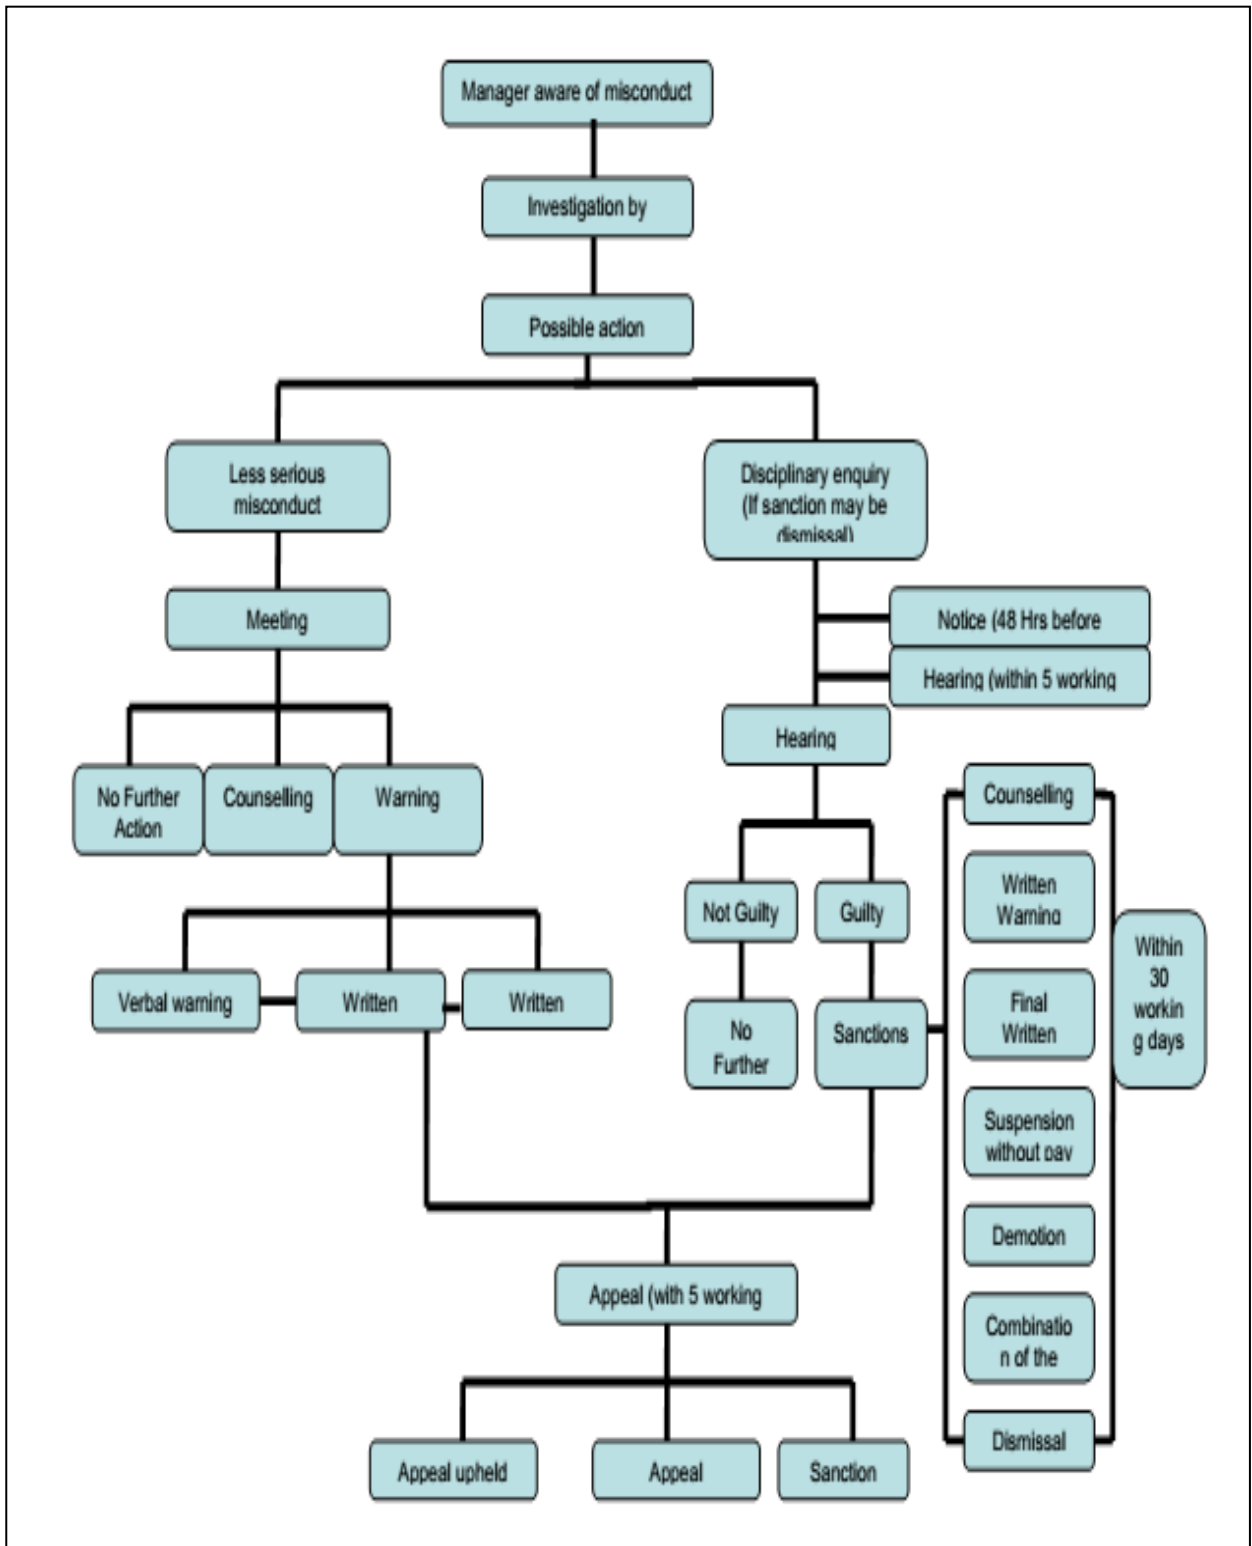 Manager aware of misconduct
Investigation by
Possible action
Less serious
misconduct
Disciplinary enquiry
(If sanction may be
dismissal)
Meeting
Notice (48 Hrs before
Hearing (within 5 working
Hearing
No Further
Action
Counselling
Warning
Not Guilty
Guilty
Verbal warning
Written
Written
No
Further
Sanctions
Counselling
Written
Warning
Final
Written
Suspension
without pay
Demotion
Combinatio
n of the
Dismissal
Within
30
workin
g days
Appeal (with 5 working
Appeal upheld
Appeal
Sanction